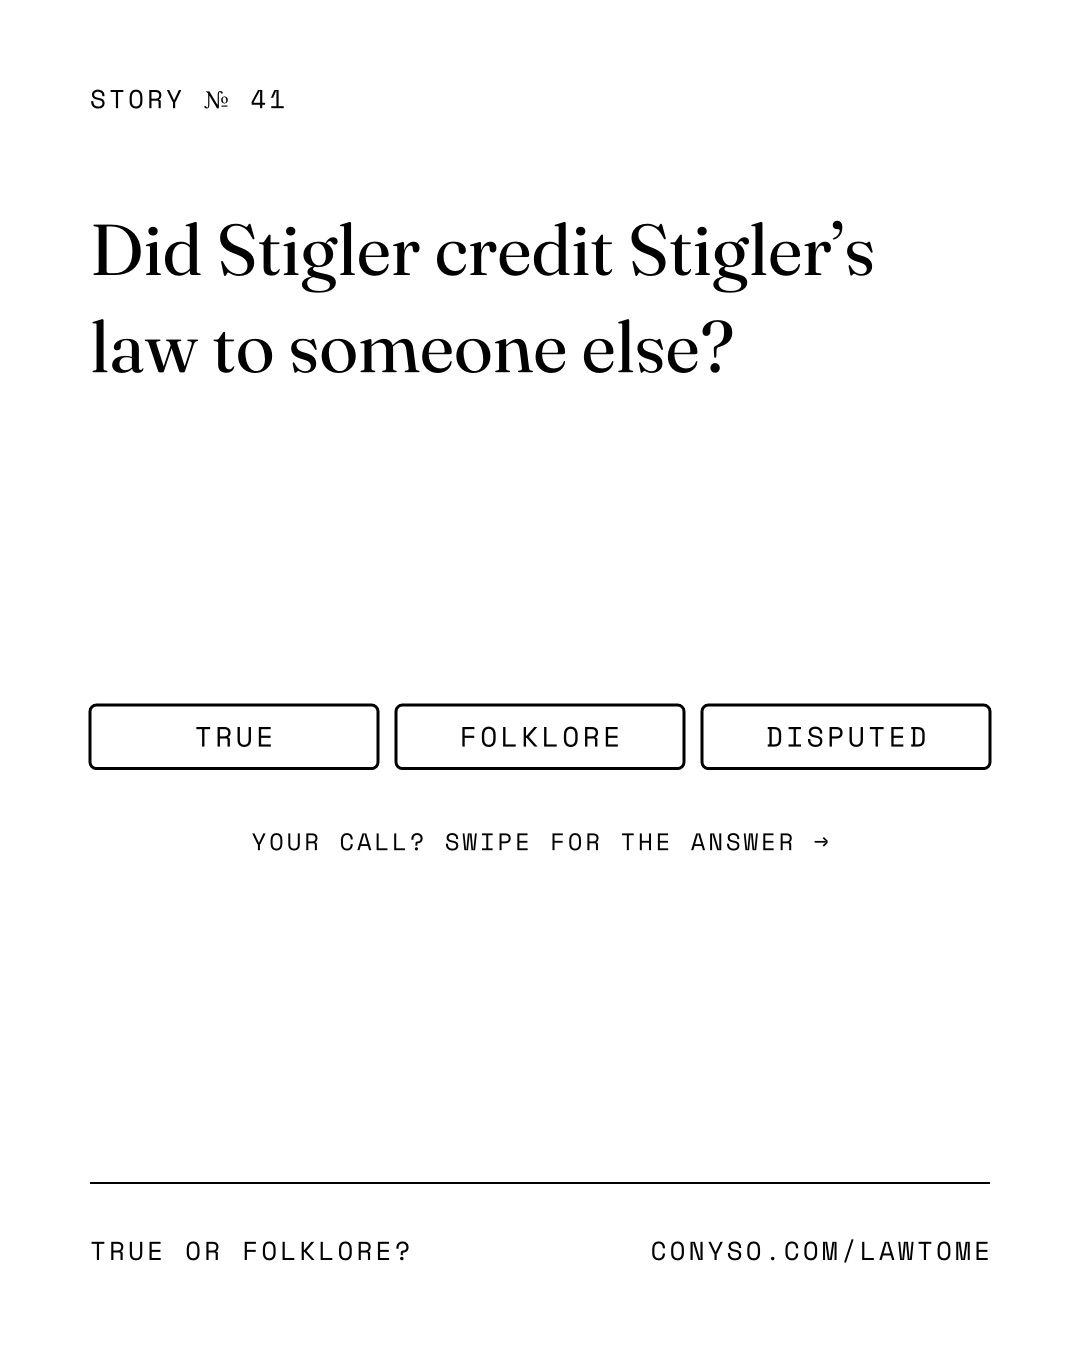 STORY № 41
Did Stigler credit Stigler’s
law to someone else?
TRUE FOLKLORE DISPUTED
YOUR CALL? SWIPE FOR THE ANSWER →
TRUE OR FOLKLORE? CONYSO.COM/LAWTOME